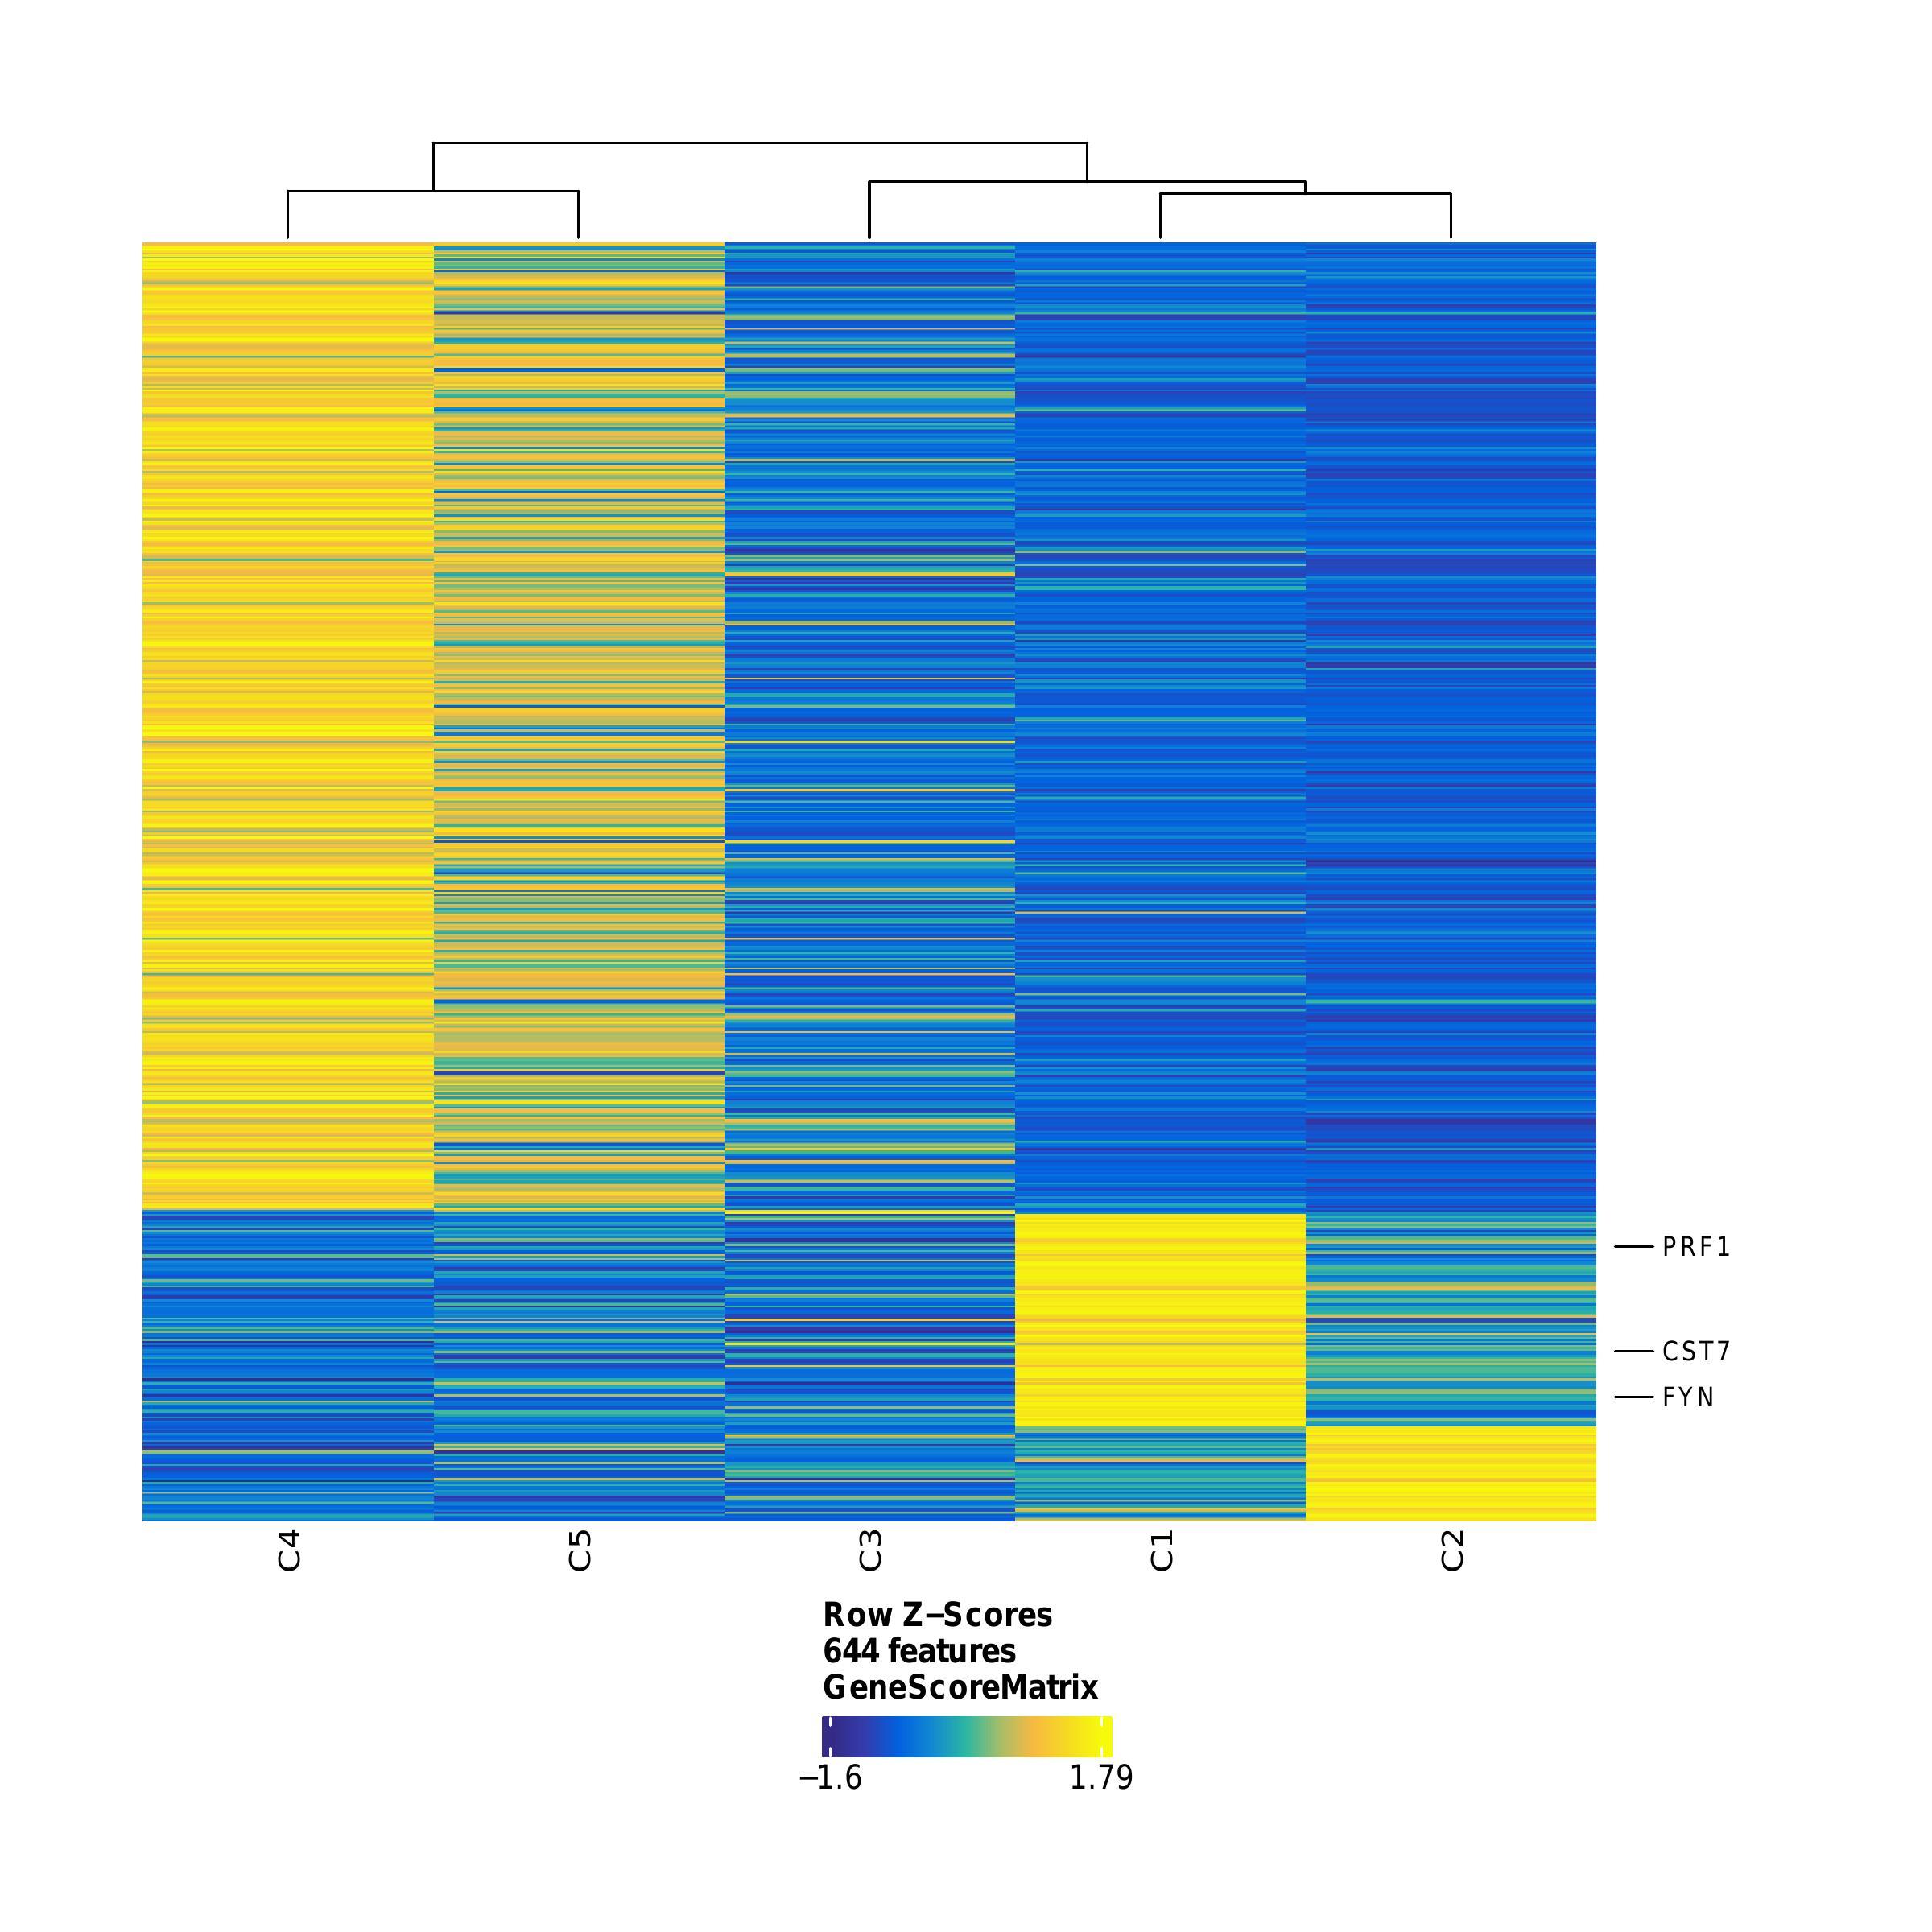 PRF1
CST7
FYN
C4
C5
C3
C1
C2
Row Z−Scores
644 features
GeneScoreMatrix
−1.6
1.79